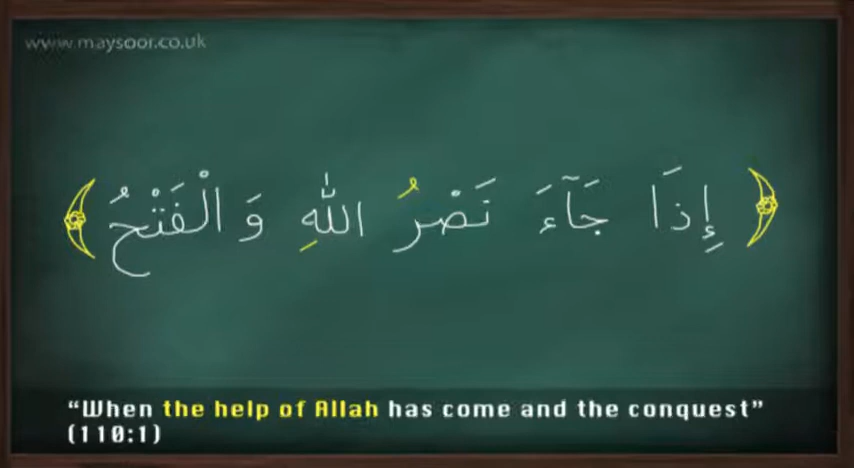 www.maysoor.co.uk
﴿ إِذَا جَآءَ نَصْرُ اللهِ وَالْفَتْحُ ﴾
“When the help of Allah has come and the conquest”
(110:1)